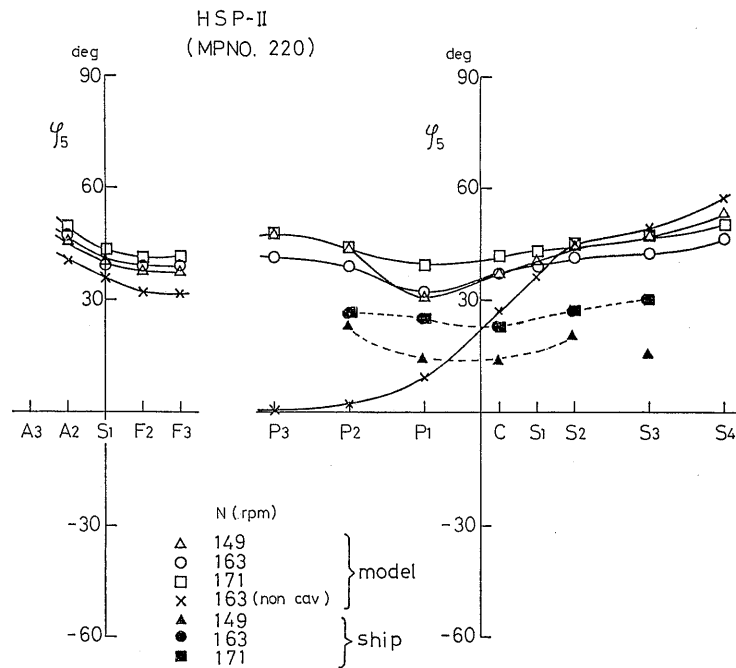 HSP-II
(MPNO. 220)
deg
90
φ5
60
30
-30
-60
A3 A2 S1 F2 F3
deg
90
φ5
60
30
-30
-60
P3 P2 P1 C S1 S2 S3 S4
N (.rpm)
△ 149
○ 163
□ 171
× 163 (non cav)
model
▲ 149
● 163
■ 171
ship